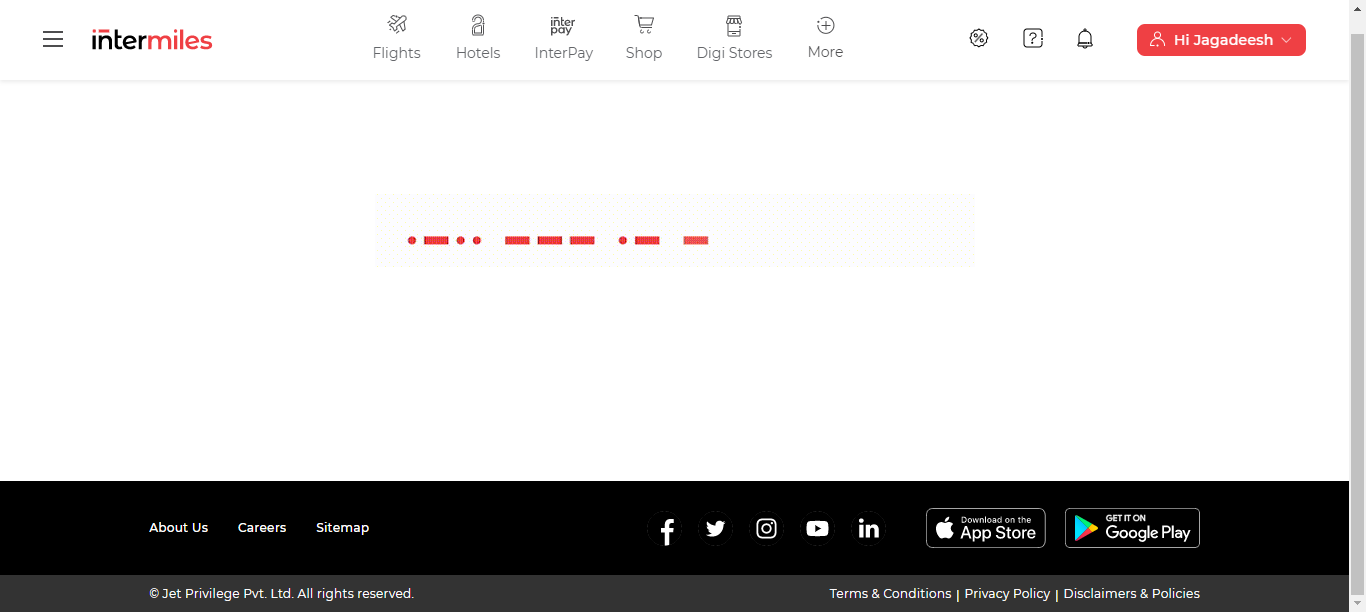 intermiles
Flights
Hotels
inter pay
InterPay
Shop
Digi Stores
More
Hi Jagadeesh
About Us
Careers
Sitemap
Download on the
App Store
GET IT ON
Google Play
© Jet Privilege Pvt. Ltd. All rights reserved.
Terms & Conditions | Privacy Policy | Disclaimers & Policies